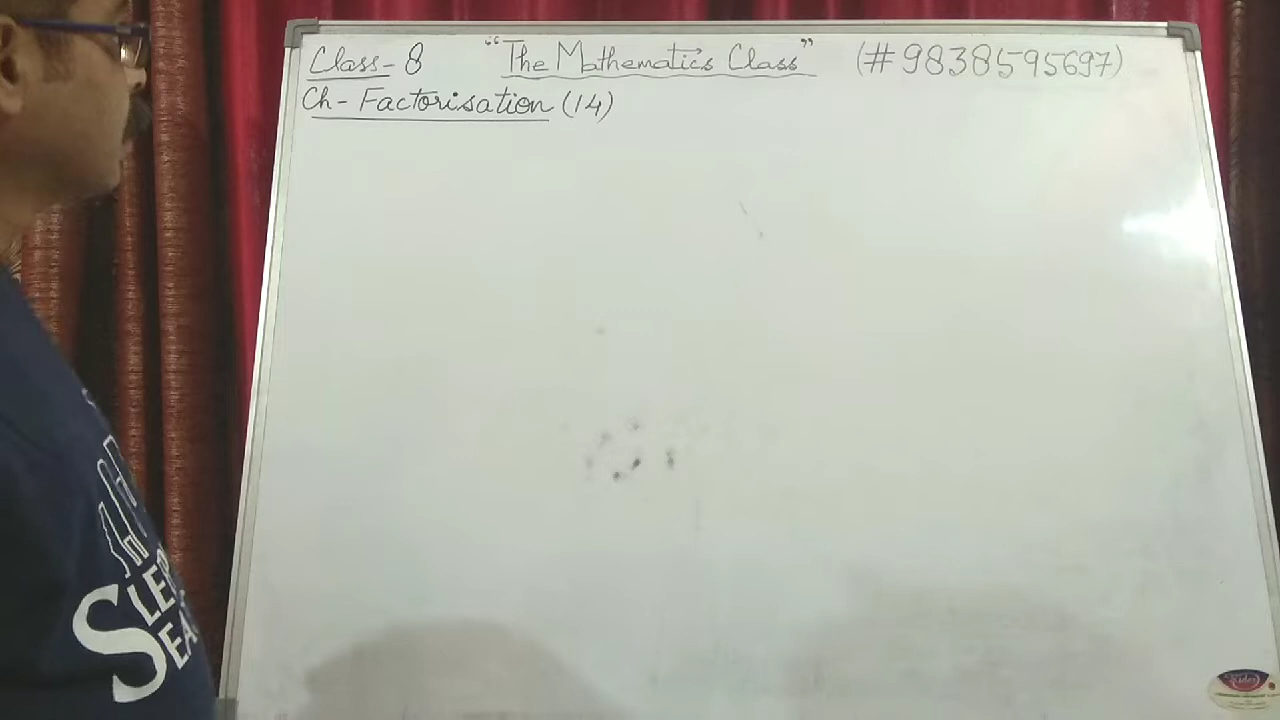 Class-8 "The Mathematics Class" (#9838595697)
Ch- Factorisation (14)